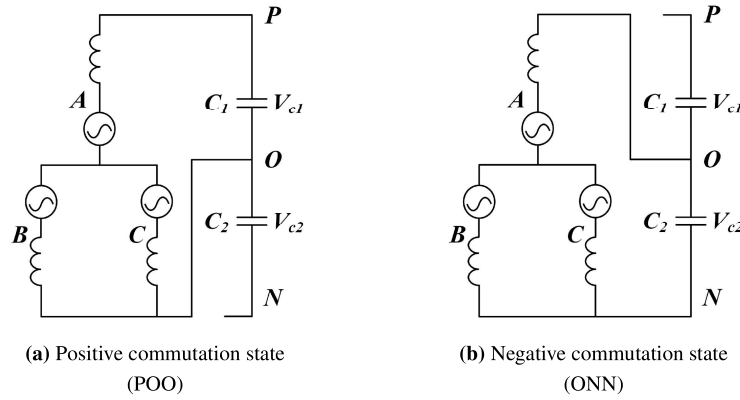 P
A
C1 Vc1
O
B C C2 Vc2
N
(a) Positive commutation state
(POO)
P
A
C1 Vc1
O
B C C2 Vc2
N
(b) Negative commutation state
(ONN)